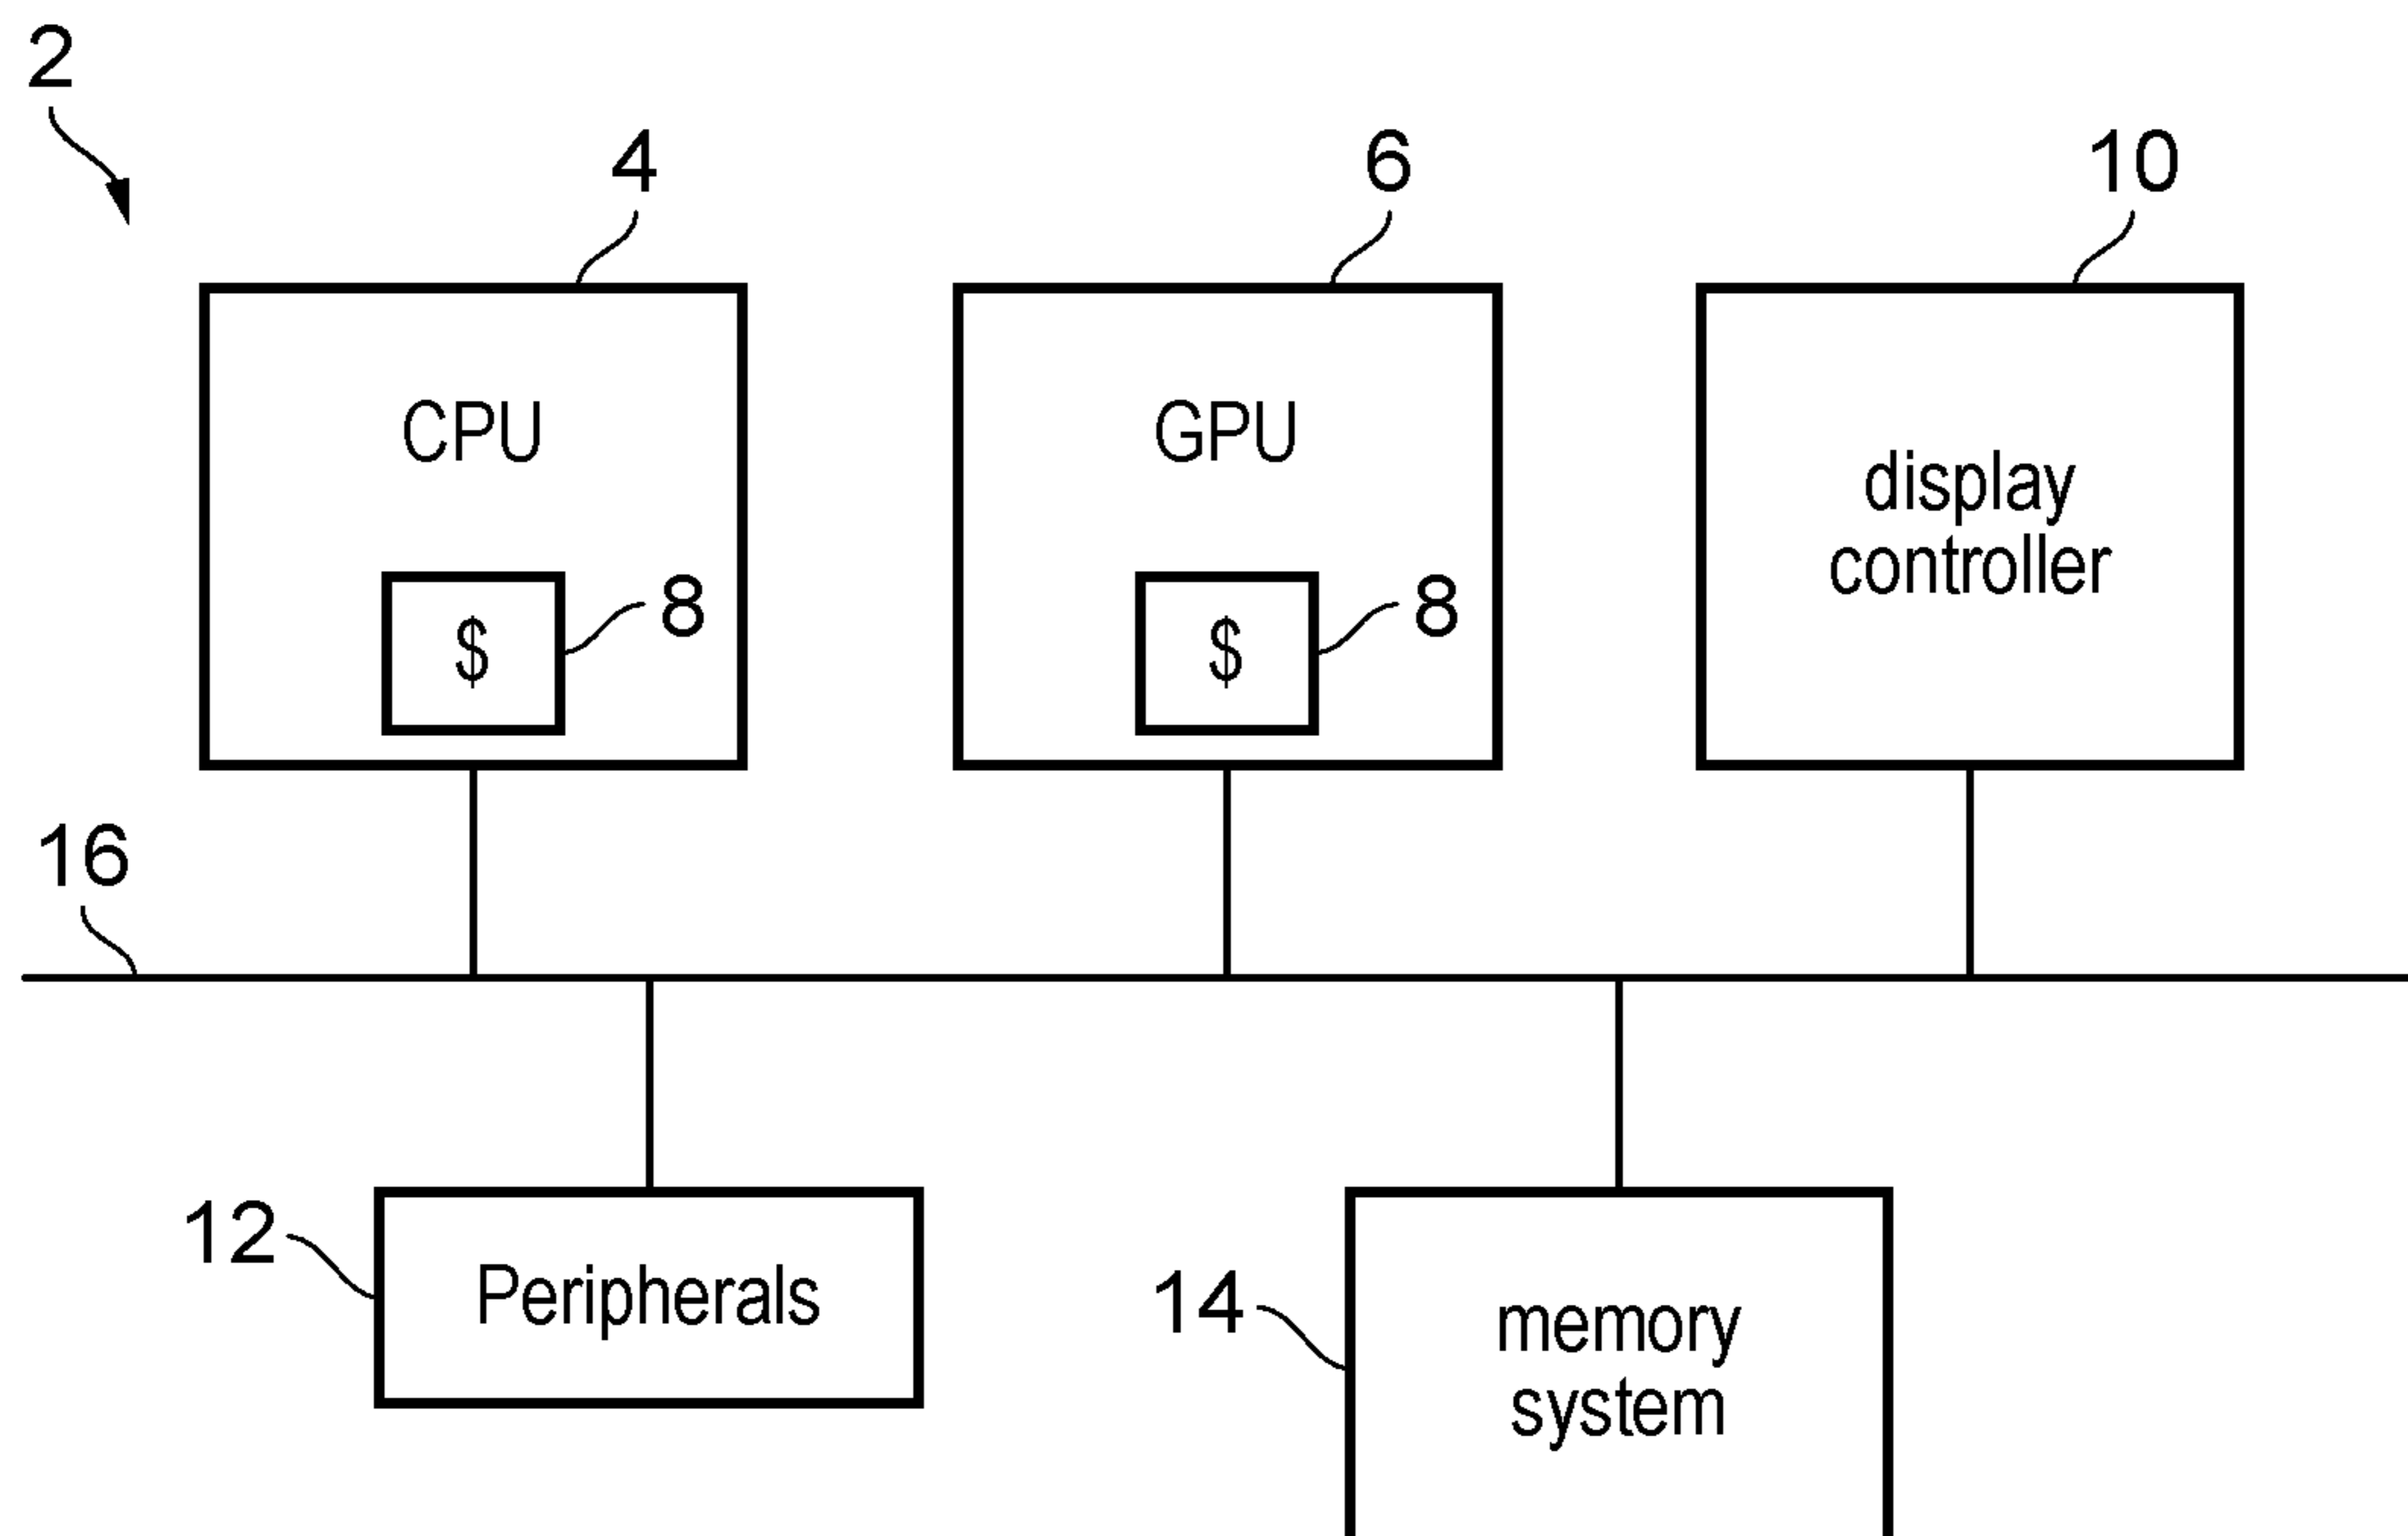 2
4
6
10
CPU
GPU
display
controller
$
8
$
8
16
12
Peripherals
14
memory
system